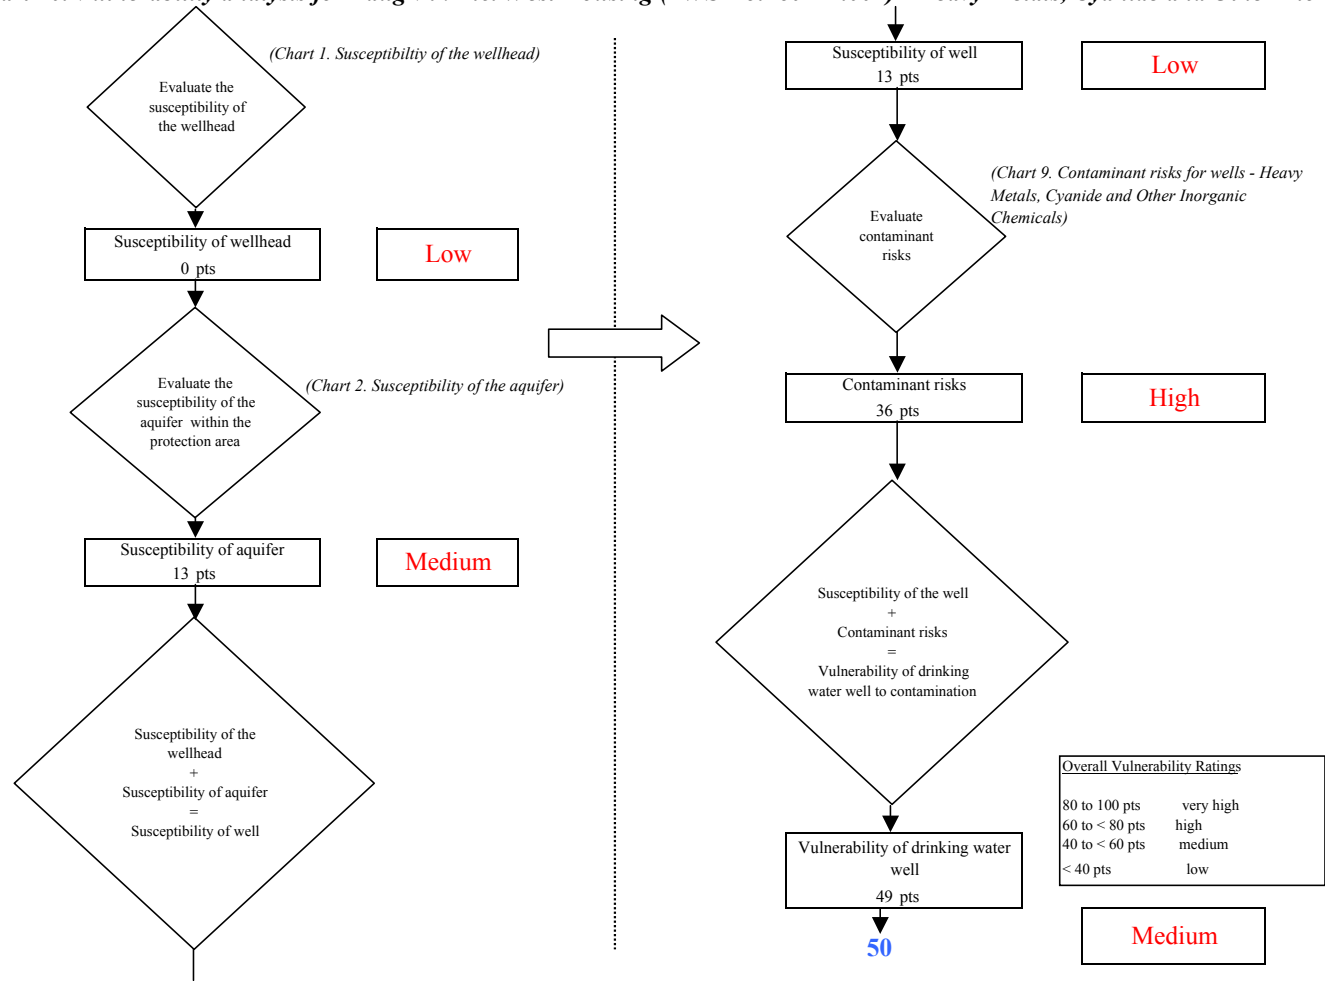 (Chart 1. Susceptibiltiy of the wellhead)
Evaluate the
susceptibility of
the wellhead
Susceptibility of wellhead
0 pts
Low
Evaluate the
susceptibility of the
aquifer within the
protection area
(Chart 2. Susceptibility of the aquifer)
Susceptibility of aquifer
13 pts
Medium
Susceptibility of the
wellhead
+
Susceptibility of aquifer
=
Susceptibility of well
Susceptibility of well
13 pts
Low
Evaluate
contaminant
risks
(Chart 9. Contaminant risks for wells - Heavy
Metals, Cyanide and Other Inorganic
Chemicals)
Contaminant risks
36 pts
High
Susceptibility of the well
+
Contaminant risks
=
Vulnerability of drinking
water well to contamination
Overall Vulnerability Ratings
80 to 100 pts very high
60 to < 80 pts high
40 to < 60 pts medium
< 40 pts low
Vulnerability of drinking water
well
49 pts
50
Medium